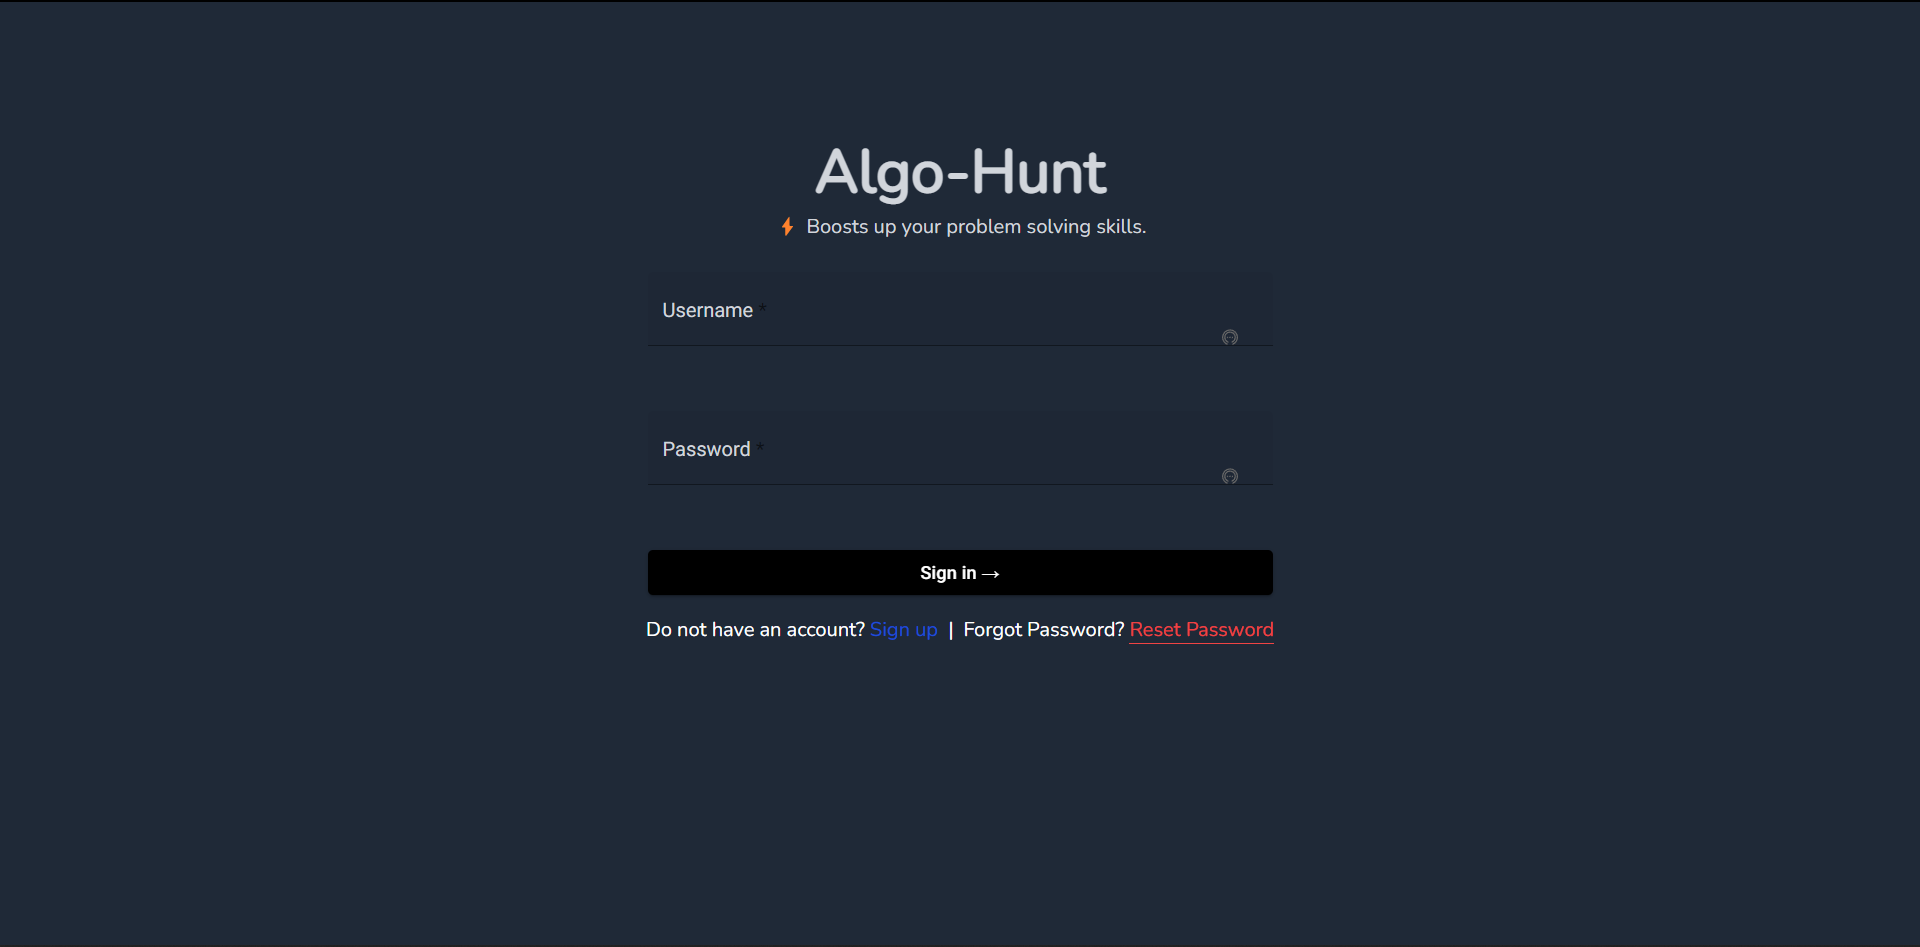 Algo-Hunt
Boosts up your problem solving skills.
Username *
Password *
Sign in →
Do not have an account? Sign up | Forgot Password? Reset Password